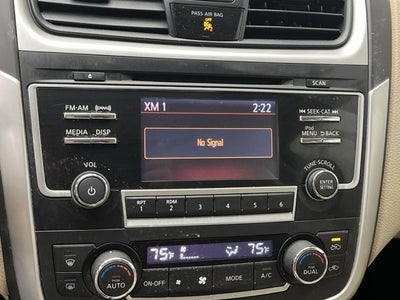 PASS AIR BAG
SCAN
FM·AM
XM 1 2:22
SEEK·CAT
iPod
MEDIA DISP
MENU BACK
No Signal
VOL
TUNE·SCROLL
ENTER
SETTING
RPT RDM
1 2 3 4 5 6
75°F 75°F
PUSH
AUTO
PUSH
DUAL
ON·OFF MODE A/C